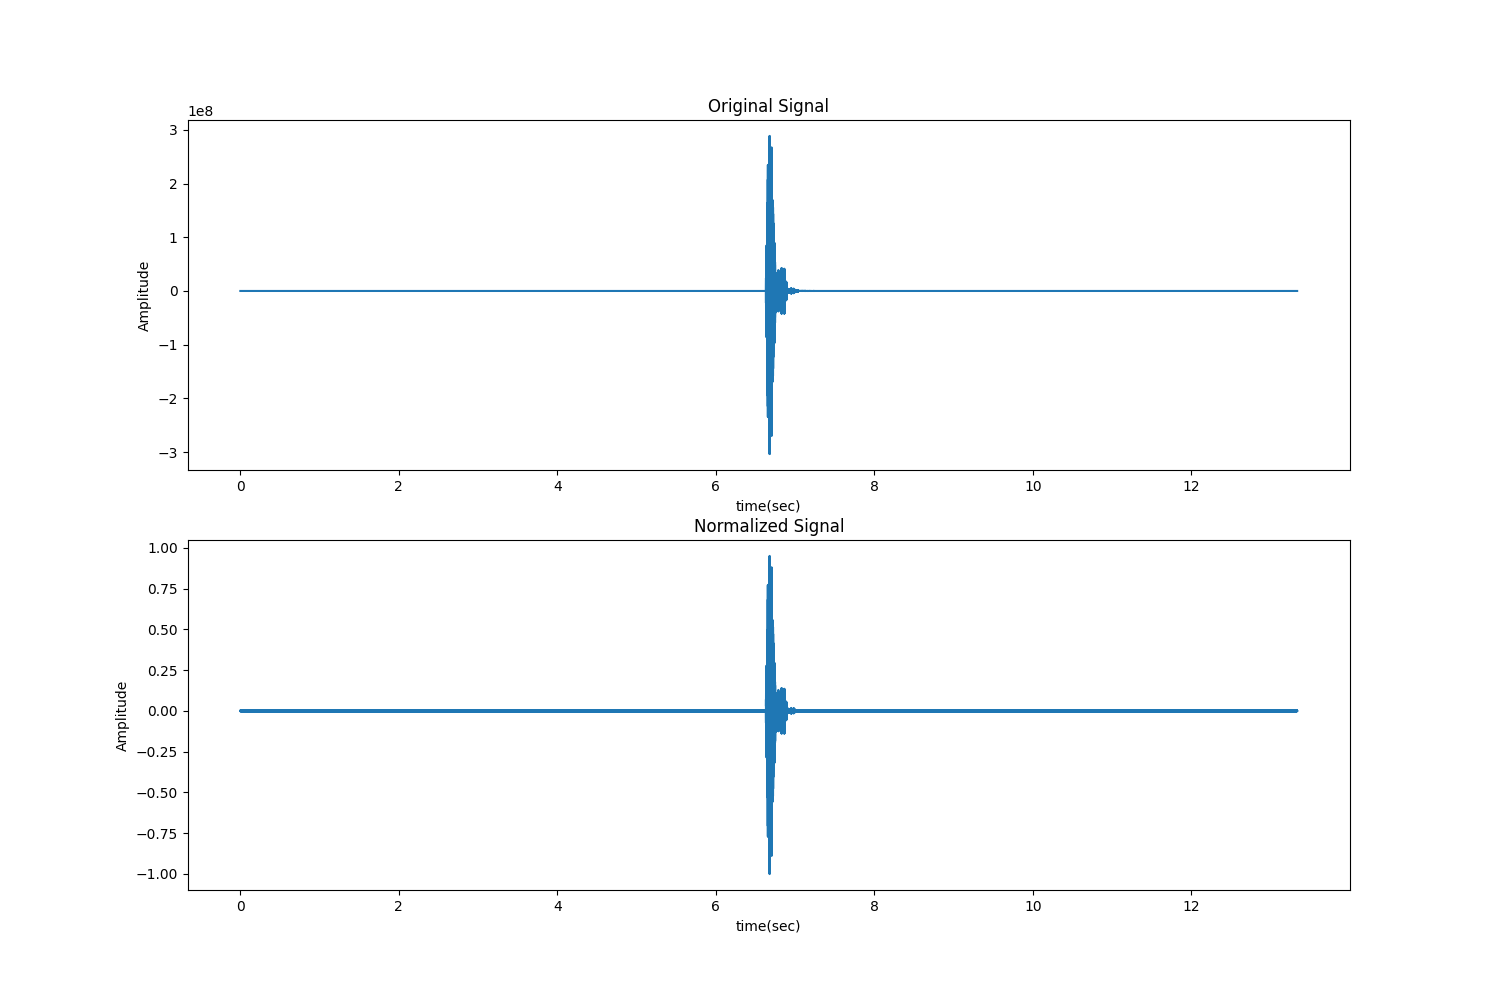 Original Signal
1e8
3
2
1
0
−1
−2
−3
Amplitude
0 2 4 6 8 10 12
time(sec)
Normalized Signal
1.00
0.75
0.50
0.25
0.00
−0.25
−0.50
−0.75
−1.00
Amplitude
0 2 4 6 8 10 12
time(sec)